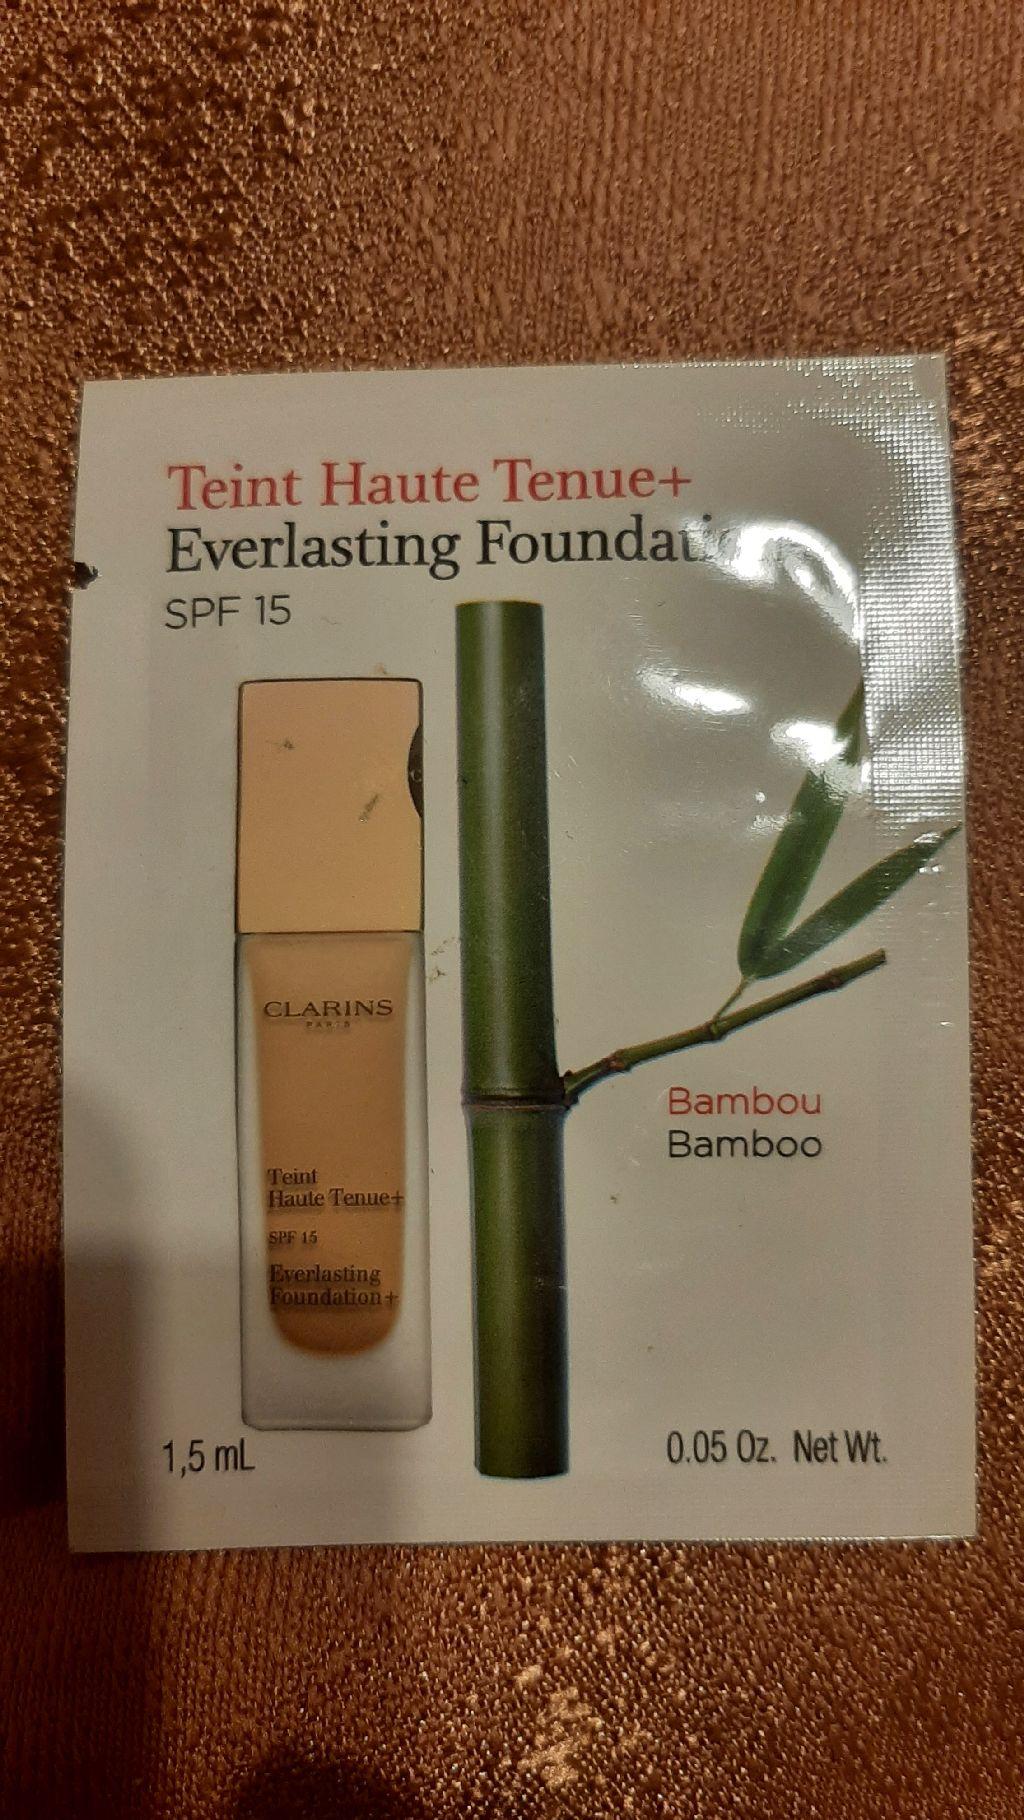 Teint Haute Tenue+
Everlasting
SPF 15
CLARINS
PARIS
Teint
Haute Tenue+
SPF 15
Everlasting
Foundation+
Bambou
Bamboo
1,5 mL
0.05 Oz. Net Wt.